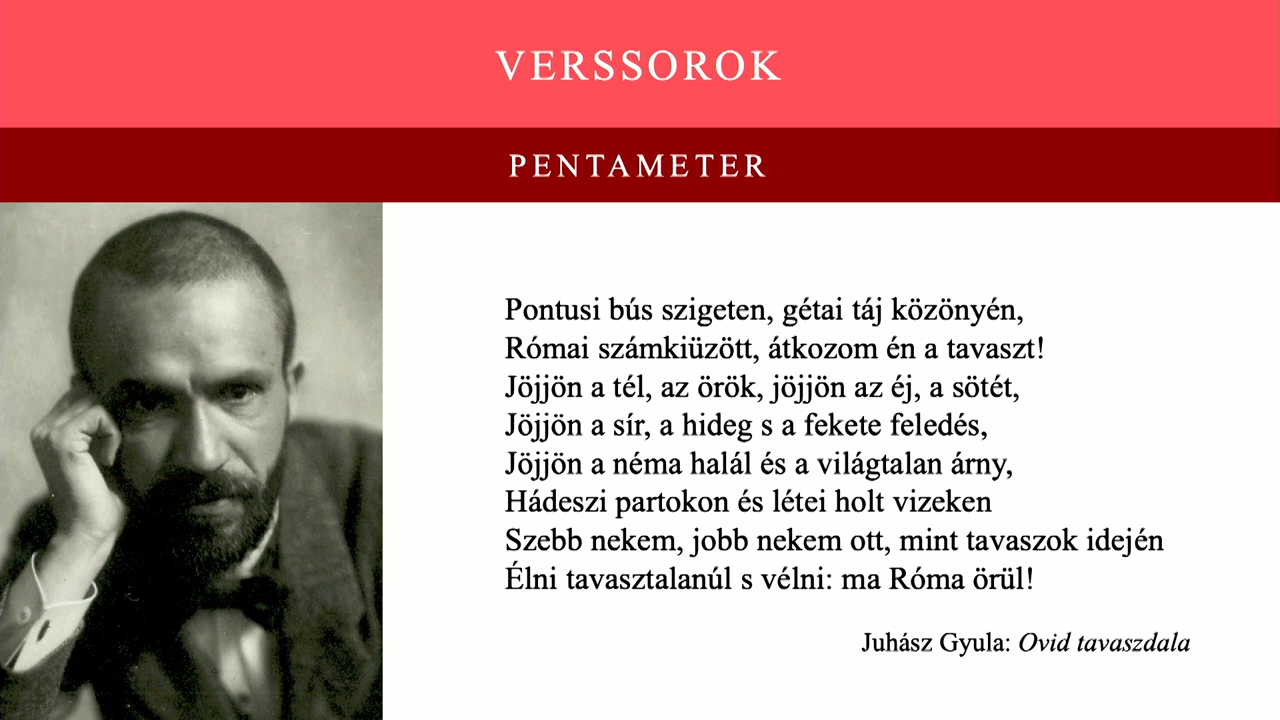 VERSSOROK
PENTAMETER
Pontusi bús szigeten, gétai táj közönyén,
Római számkiüzött, átkozom én a tavaszt!
Jöjjön a tél, az örök, jöjjön az éj, a sötét,
Jöjjön a sír, a hideg s a fekete feledés,
Jöjjön a néma halál és a világtalan árny,
Hádeszi partokon és létei holt vizeken
Szebb nekem, jobb nekem ott, mint tavaszok idején
Élni tavasztalanúl s vélni: ma Róma örül!
Juhász Gyula: Ovid tavaszdala